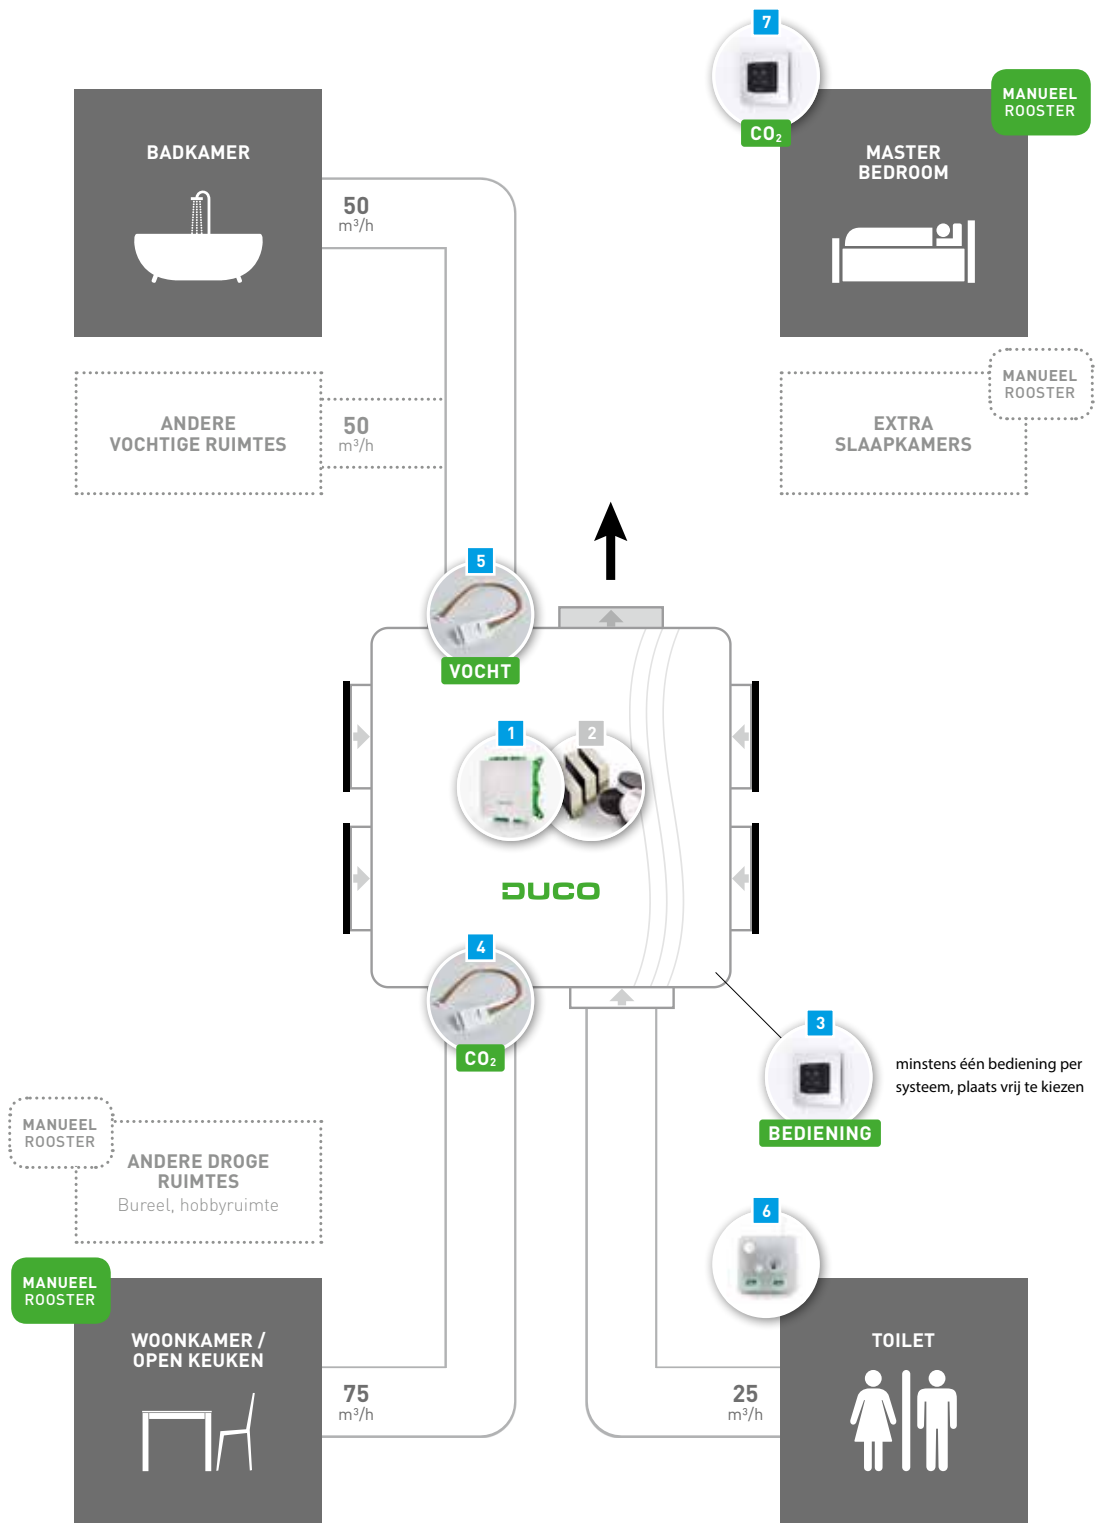 7
CO₂
MANUEEL
ROOSTER
BADKAMER
MASTER
BEDROOM
50
m³/h
MANUEEL
ROOSTER
ANDERE
VOCHTIGE RUIMTES
50
m³/h
EXTRA
SLAAPKAMERS
5
VOCHT
1
2
DUCO
4
CO₂
3
minstens één bediening per
systeem, plaats vrij te kiezen
BEDIENING
MANUEEL
ROOSTER
ANDERE DROGE
RUIMTES
Bureel, hobbyruimte
6
MANUEEL
ROOSTER
WOONKAMER /
OPEN KEUKEN
TOILET
75
m³/h
25
m³/h